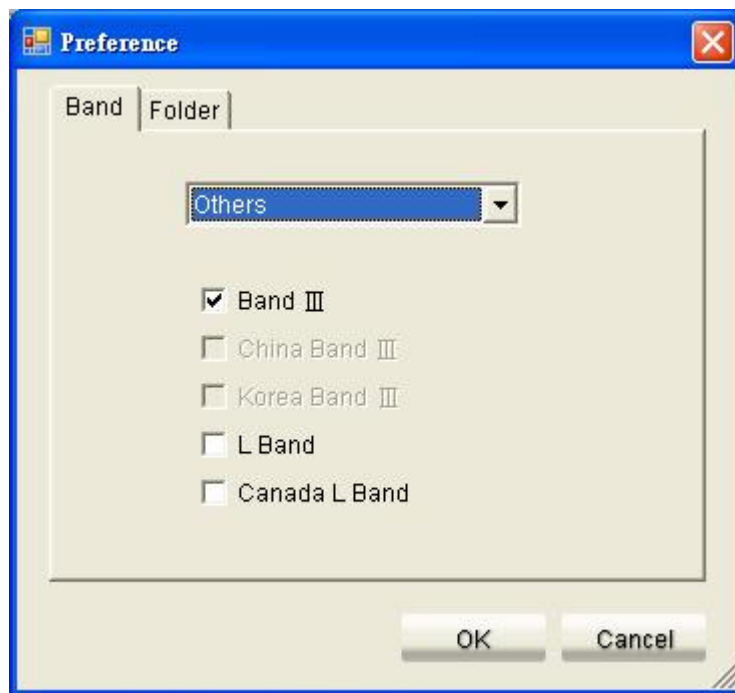 Preference
Band Folder
Others
Band Ⅲ
China Band Ⅲ
Korea Band Ⅲ
L Band
Canada L Band
OK Cancel